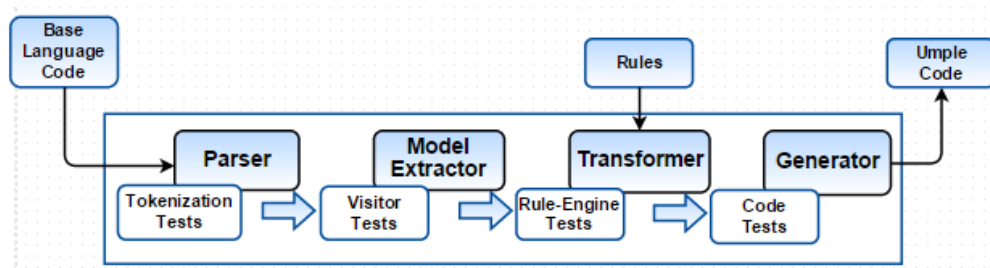 Base
Language
Code
Rules
Umple
Code
Parser
Model
Extractor
Transformer
Generator
Tokenization
Tests
Visitor
Tests
Rule-Engine
Tests
Code
Tests